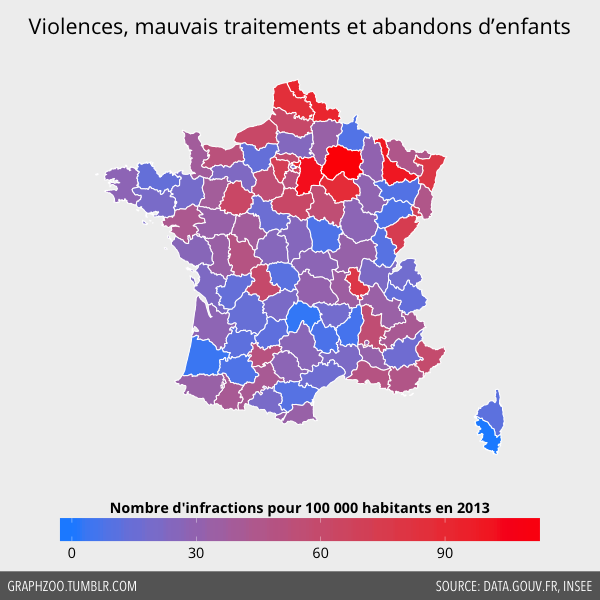 Violences, mauvais traitements et abandons d’enfants
Nombre d'infractions pour 100 000 habitants en 2013
0 30 60 90
GRAPHZOO.TUMBLR.COM SOURCE: DATA.GOUV.FR, INSEE